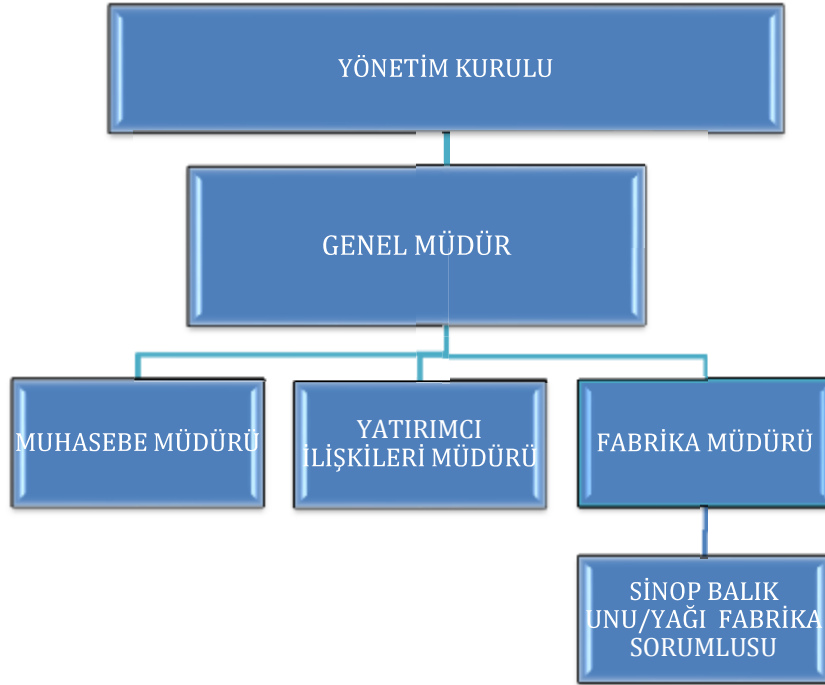 YÖNETİM KURULU
GENEL MÜDÜR
MUHASEBE MÜDÜRÜ
YATIRIMCI
İLİŞKİLERİ MÜDÜRÜ
FABRİKA MÜDÜRÜ
SİNOP BALIK
UNU/YAĞI FABRİKA
SORUMLUSU